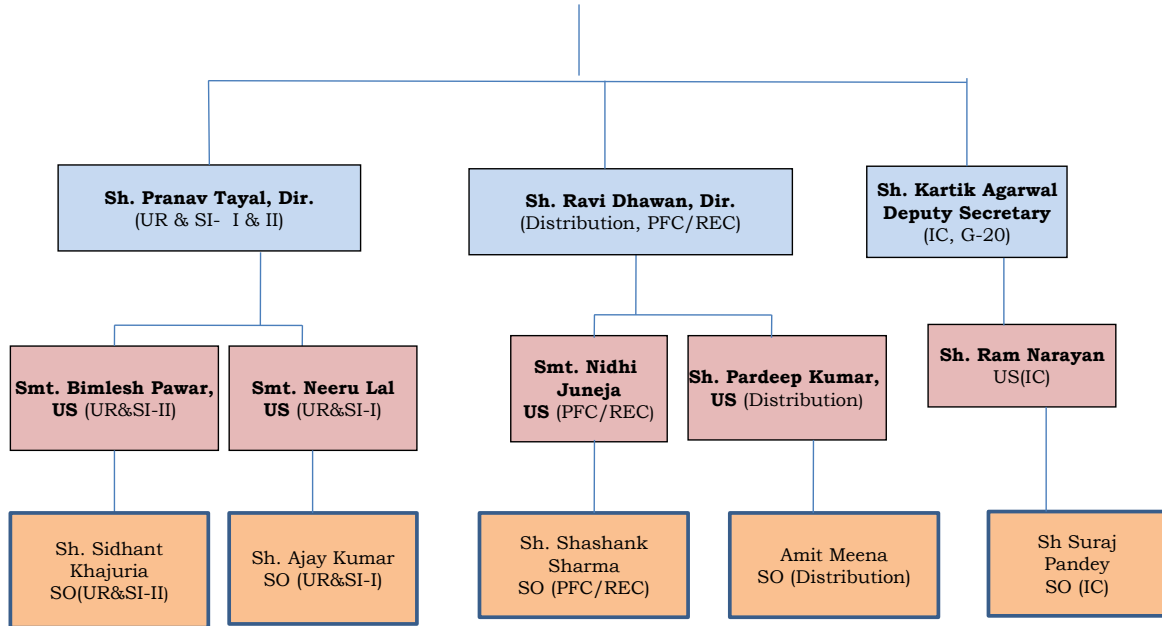 Sh. Pranav Tayal, Dir.
(UR & SI- I & II)
Sh. Ravi Dhawan, Dir.
(Distribution, PFC/REC)
Sh. Kartik Agarwal
Deputy Secretary
(IC, G-20)
Smt. Bimlesh Pawar,
US (UR&SI-II)
Smt. Neeru Lal
US (UR&SI-I)
Smt. Nidhi
Juneja
US (PFC/REC)
Sh. Pardeep Kumar,
US (Distribution)
Sh. Ram Narayan
US(IC)
Sh. Sidhant
Khajuria
SO(UR&SI-II)
Sh. Ajay Kumar
SO (UR&SI-I)
Sh. Shashank
Sharma
SO (PFC/REC)
Amit Meena
SO (Distribution)
Sh Suraj
Pandey
SO (IC)